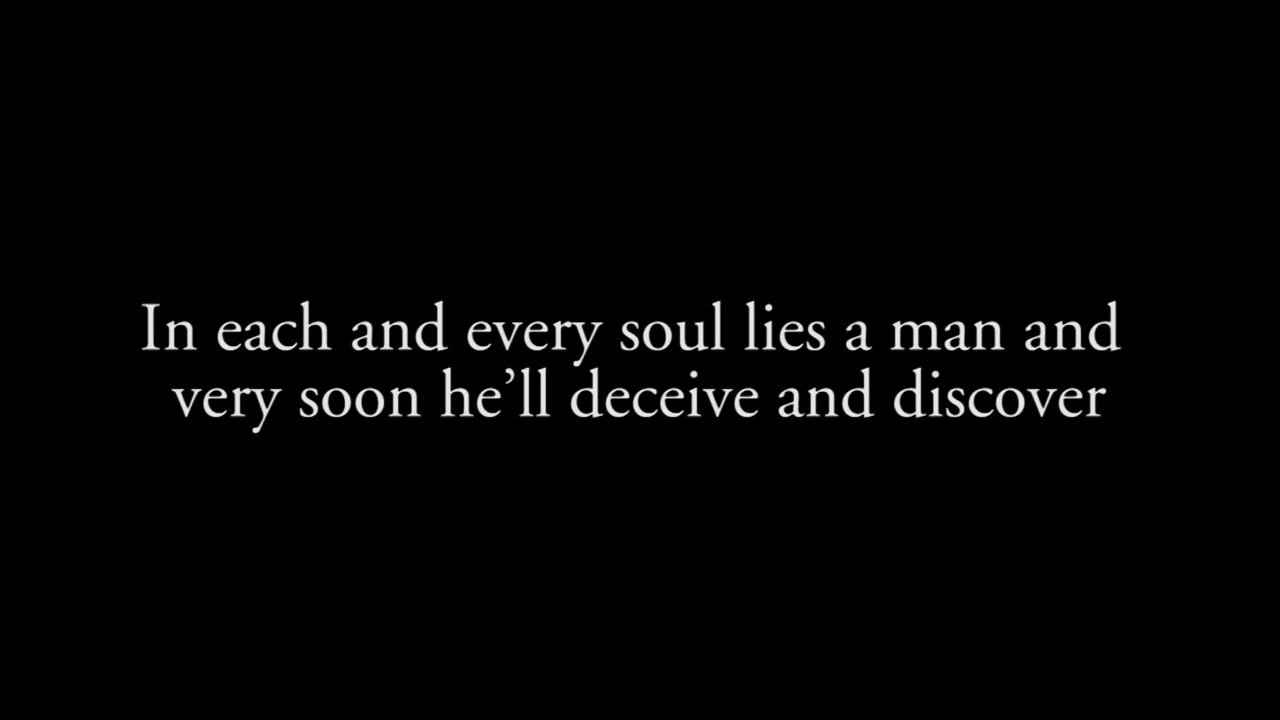 In each and every soul lies a man and
very soon he’ll deceive and discover